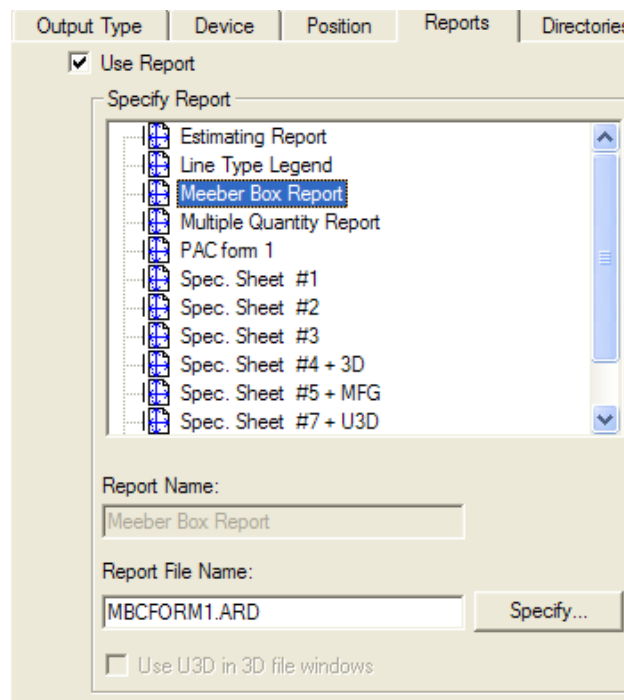 Output Type Device Position Reports Directories
Use Report
Specify Report
Estimating Report
Line Type Legend
Meeber Box Report
Multiple Quantity Report
PAC form 1
Spec. Sheet #1
Spec. Sheet #2
Spec. Sheet #3
Spec. Sheet #4 + 3D
Spec. Sheet #5 + MFG
Spec. Sheet #7 + U3D
Report Name:
Meeber Box Report
Report File Name:
MBCFORM1.ARD Specify...
Use U3D in 3D file windows